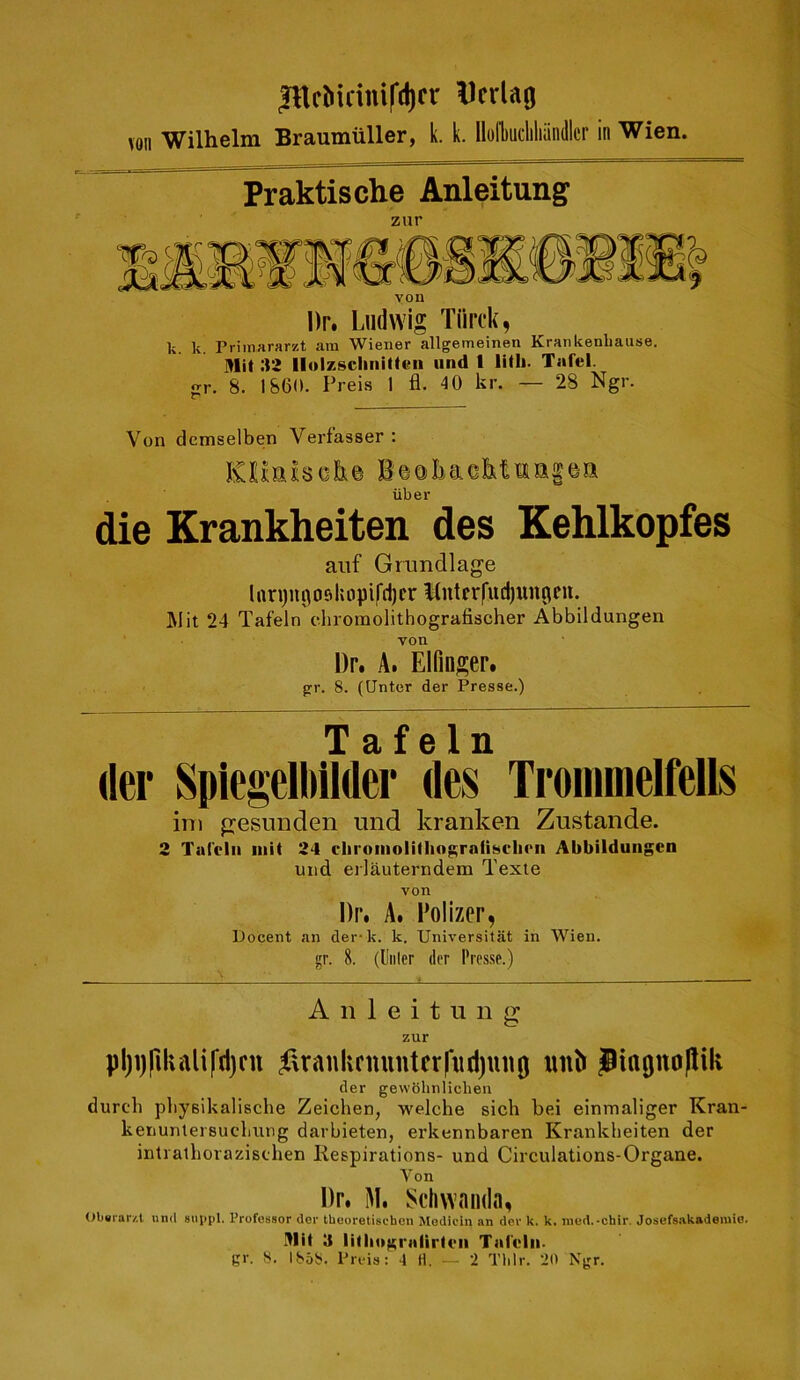 Medicinischer Verlag
von Wilhelm Braumüller, k. k. Hofbuchhändler in Wien.
Praktische Anleitung
zur
LARYNGOSKOPIE,
von
Dr. Ludwig Türck,
k. k. Primararzt am Wiener allgemeinen Krankenhause.
Mit 32 Holzschnitten und 1 lith. Tafel.
gr. 8. 1860. Preis 1 fl. 40 kr. — 28 Ngr.
Von demselben Verfasser :
Klinische Beobachtungen
über
die Krankheiten des Kehlkopfes
auf Grundlage
laryngoskopischer Untersuchungen.
Mit 24 Tafeln chromolithografischer Abbildungen
von
Dr. A. Elfinger.
gr. 8. (Unter der Presse.)
Tafeln
der Spiegelbilder des Trommelfells
im gesunden und kranken Zustande.
2 Tafeln mit 24 chromolithografischen Abbildungen
und erläuterndem Texte
von
Dr. A. Polizer,
Docent an der k. k. Universität in Wien.
gr. 8. (Unter der Presse.)
Anleitung
zur
physikalischen Krankenuntersuchung und Diagnostik
der gewöhnlichen
durch physikalische Zeichen, welche sich bei einmaliger Kran-
kenuntersuchung darbieten, erkennbaren Krankheiten der
intrathorazischen Respirations- und Circulations-Organe.
Von
Dr. M. Schwanda,
Oberarzt und suppl. Professor der theoretischen Medicin an der k. k. med.-chir. Josefsakademie.
Mit 3 lithografirten Tafeln.
gr. 8. 1858. Preis: 4 fl. — 2 Thlr. 20 Ngr.